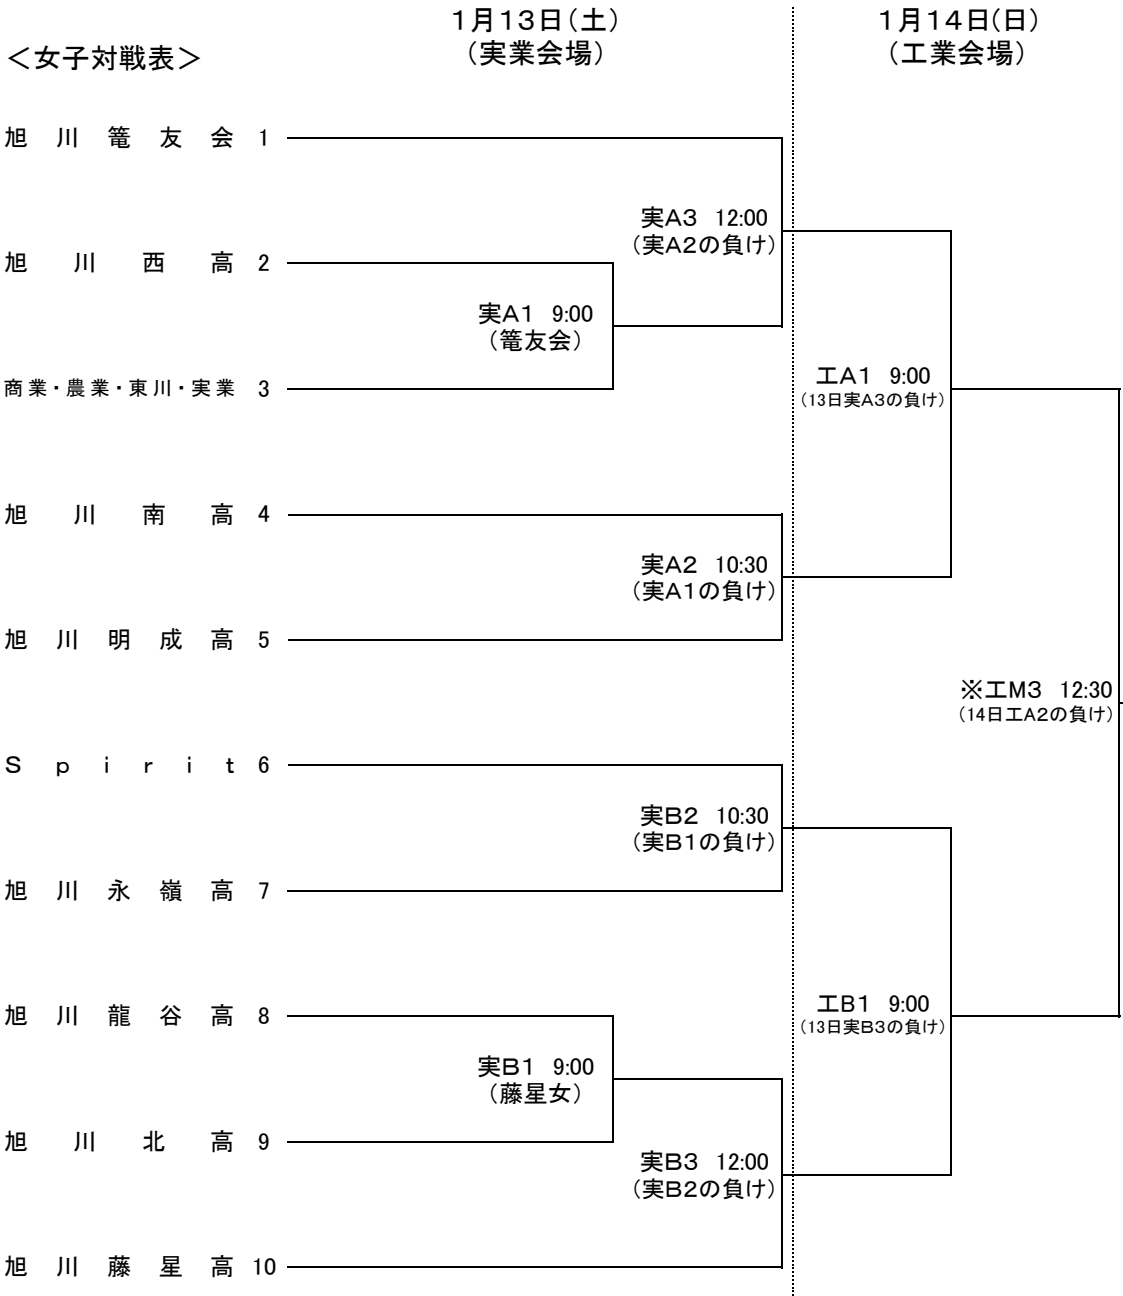 ＜女子対戦表＞
１月１３日（土）
（実業会場）
１月１４日（日）
（工業会場）
旭川篭友会 1
実Ａ３ 12:00
（実Ａ２の負け）
旭川西高 2
実Ａ１ 9:00
（篭友会）
商業・農業・東川・実業 3
工Ａ１ 9:00
（13日実Ａ３の負け）
旭川南高 4
実Ａ２ 10:30
（実Ａ１の負け）
旭川明成高 5
※工Ｍ３ 12:30
（14日工Ａ２の負け）
Ｓｐｉｒｉｔ 6
実Ｂ２ 10:30
（実Ｂ１の負け）
旭川永嶺高 7
工Ｂ１ 9:00
（13日実Ｂ３の負け）
旭川龍谷高 8
実Ｂ１ 9:00
（藤星女）
旭川北高 9
実Ｂ３ 12:00
（実Ｂ２の負け）
旭川藤星高 10